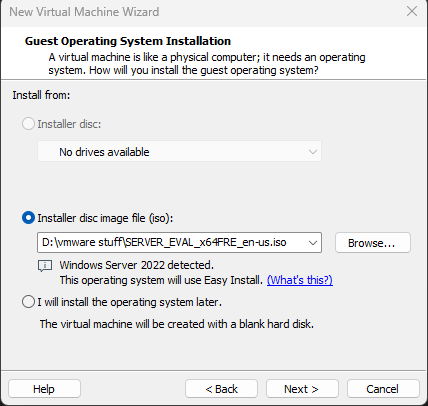 New Virtual Machine Wizard
Guest Operating System Installation
A virtual machine is like a physical computer; it needs an operating
system. How will you install the guest operating system?
Install from:
Installer disc:
No drives available
Installer disc image file (iso):
D:\vmware stuff\SERVER_EVAL_x64FRE_en-us.iso
Browse...
Windows Server 2022 detected.
This operating system will use Easy Install. (What's this?)
I will install the operating system later.
The virtual machine will be created with a blank hard disk.
Help
< Back
Next >
Cancel